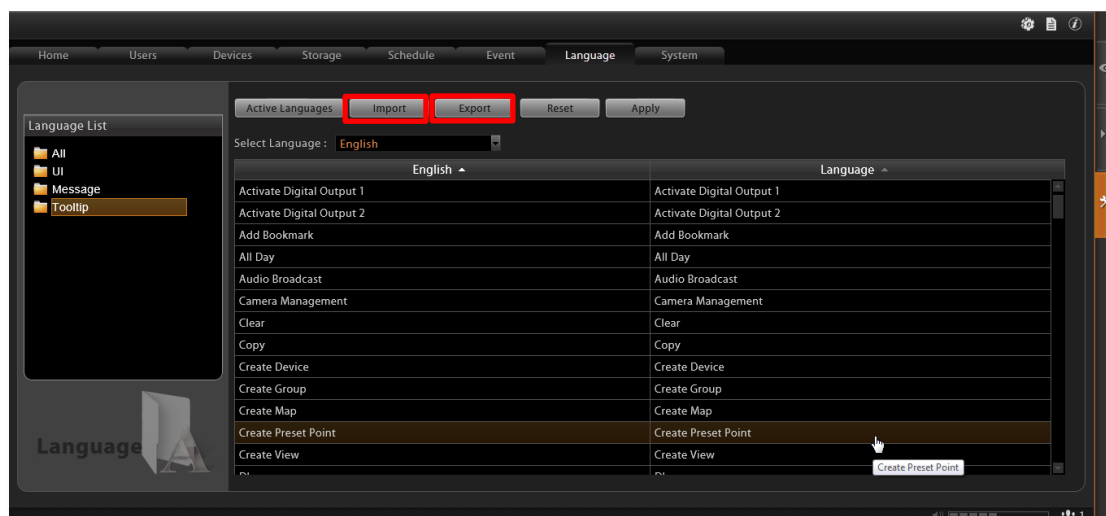 Home Users Devices Storage Schedule Event Language System
Active Languages Import Export Reset Apply
Language List
Select Language : English
All
UI
Message
Tooltip
English Language
Activate Digital Output 1 Activate Digital Output 1
Activate Digital Output 2 Activate Digital Output 2
Add Bookmark Add Bookmark
All Day All Day
Audio Broadcast Audio Broadcast
Camera Management Camera Management
Clear Clear
Copy Copy
Create Device Create Device
Create Group Create Group
Create Map Create Map
Create Preset Point Create Preset Point
Create View Create View
Create Preset Point
Language
1